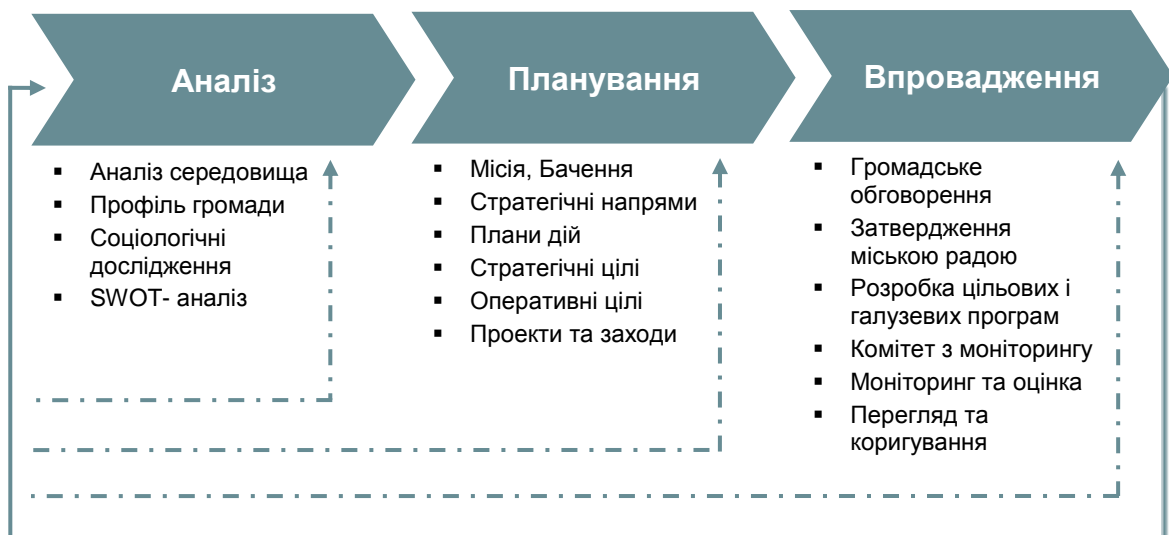 Аналіз
Планування
Впровадження
▪ Аналіз середовища
▪ Профіль громади
▪ Соціологічні
дослідження
▪ SWOT- аналіз
▪ Місія, Бачення
▪ Стратегічні напрями
▪ Плани дій
▪ Стратегічні цілі
▪ Оперативні цілі
▪ Проекти та заходи
▪ Громадське
обговорення
▪ Затвердження
міською радою
▪ Розробка цільових і
галузевих програм
▪ Комітет з моніторингу
▪ Моніторинг та оцінка
▪ Перегляд та
коригування